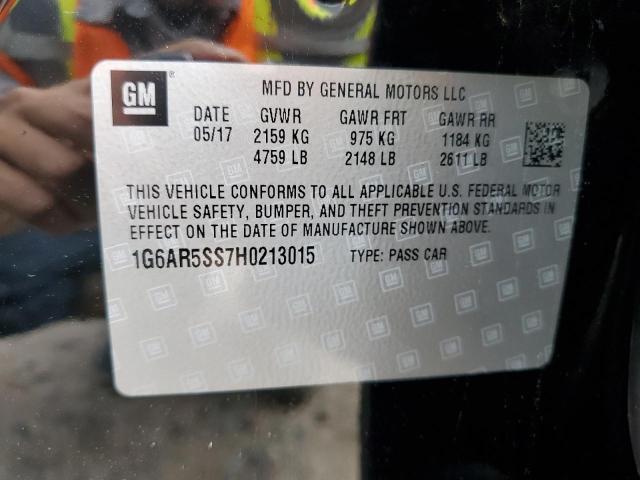 GM ® MFD BY GENERAL MOTORS LLC
DATE GVWR GAWR FRT GAWR RR
05/17 2159 KG 975 KG 1184 KG
4759 LB 2148 LB 2611 LB
THIS VEHICLE CONFORMS TO ALL APPLICABLE U.S. FEDERAL MOTOR
VEHICLE SAFETY, BUMPER, AND THEFT PREVENTION STANDARDS IN
EFFECT ON THE DATE OF MANUFACTURE SHOWN ABOVE.
1G6AR5SS7H0213015 TYPE: PASS CAR